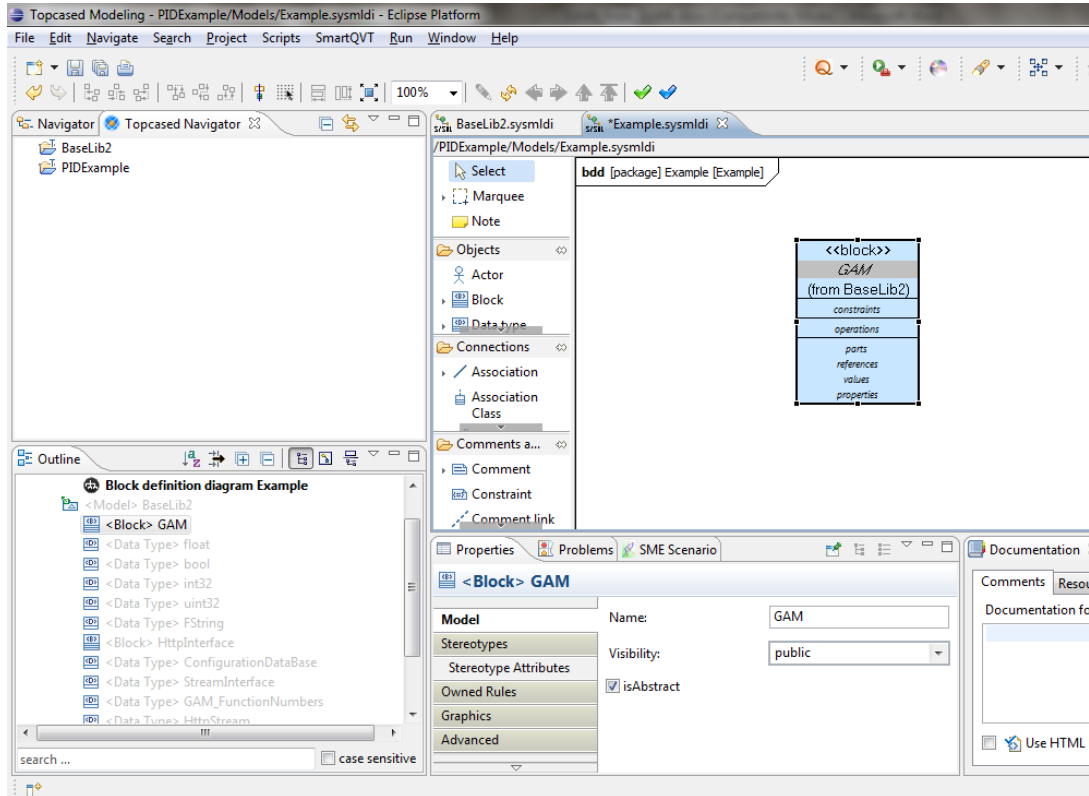 Topcased Modeling - PIDExample/Models/Example.sysmldi - Eclipse Platform
File Edit Navigate Search Project Scripts SmartQVT Run Window Help
100%
Navigator Topcased Navigator
BaseLib2
PIDExample
BaseLib2.sysmldi *Example.sysmldi
/PIDExample/Models/Example.sysmldi
Select
Marquee
Note
Objects
Actor
Block
Data type
Connections
Association
Association
Class
Comments a...
Comment
Constraint
Comment link
bdd [package] Example [Example]
<<block>>
GAM
(from BaseLib2)
constraints
operations
parts
references
values
properties
Outline
Block definition diagram Example
<Model> BaseLib2
<Block> GAM
<Data Type> float
<Data Type> bool
<Data Type> int32
<Data Type> uint32
<Data Type> FString
<Block> HttpInterface
<Data Type> ConfigurationDataBase
<Data Type> StreamInterface
<Data Type> GAM_FunctionNumbers
<Data Type> HttpStream
search ... case sensitive
Properties Problems SME Scenario
<Block> GAM
Model
Stereotypes
Stereotype Attributes
Owned Rules
Graphics
Advanced
Name: GAM
Visibility: public
isAbstract
Documentation
Comments Resou
Documentation fo
Use HTML